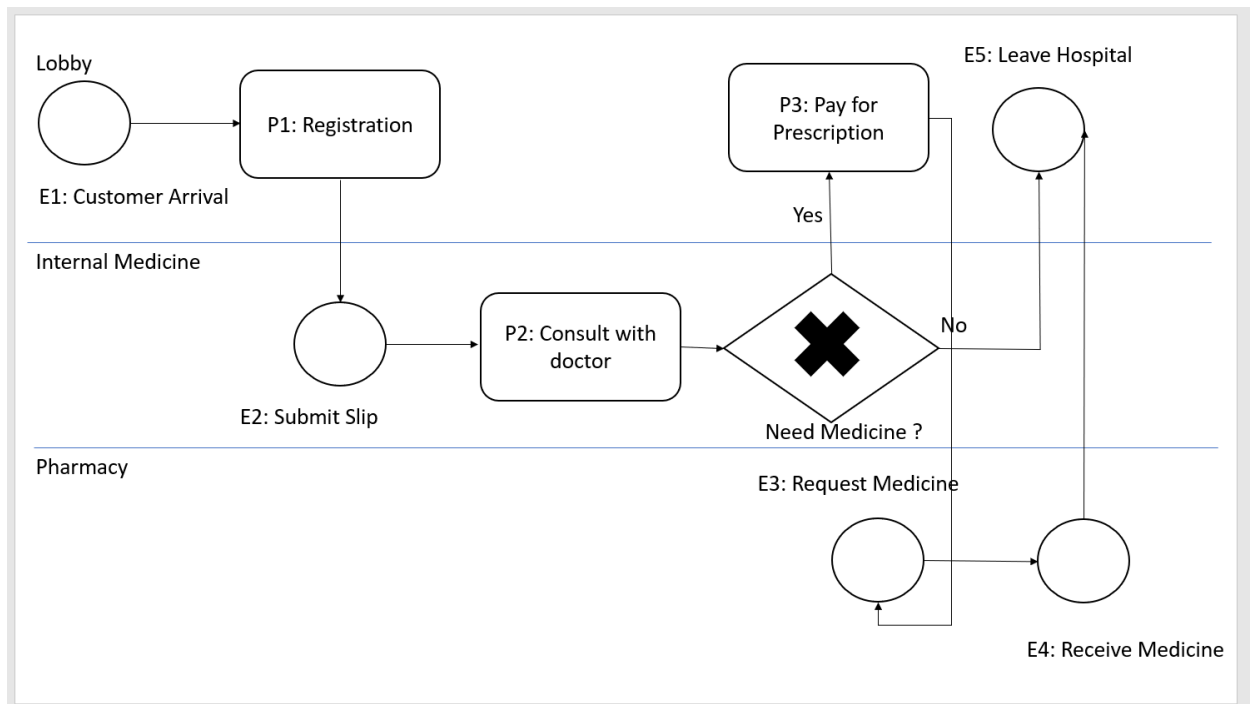 Lobby
E1: Customer Arrival
P1: Registration
P3: Pay for
Prescription
E5: Leave Hospital
Yes
Internal Medicine
E2: Submit Slip
P2: Consult with
doctor
No
Need Medicine ?
Pharmacy
E3: Request Medicine
E4: Receive Medicine